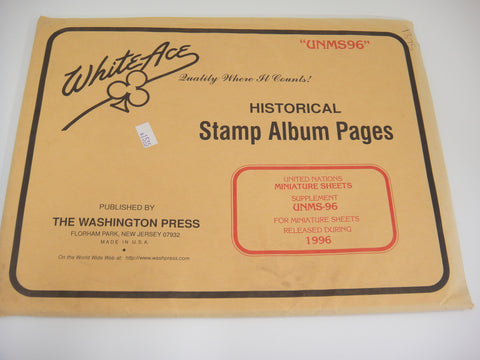 "UNMS96"
White Ace
Quality Where It Counts!
HISTORICAL
Stamp Album Pages
UNITED NATIONS
MINIATURE SHEETS
SUPPLEMENT
UNMS-96
FOR MINIATURE SHEETS
RELEASED DURING
1996
PUBLISHED BY
THE WASHINGTON PRESS
FLORHAM PARK, NEW JERSEY 07932
MADE IN U.S.A.
On the World Wide Web at: http://www.washpress.com